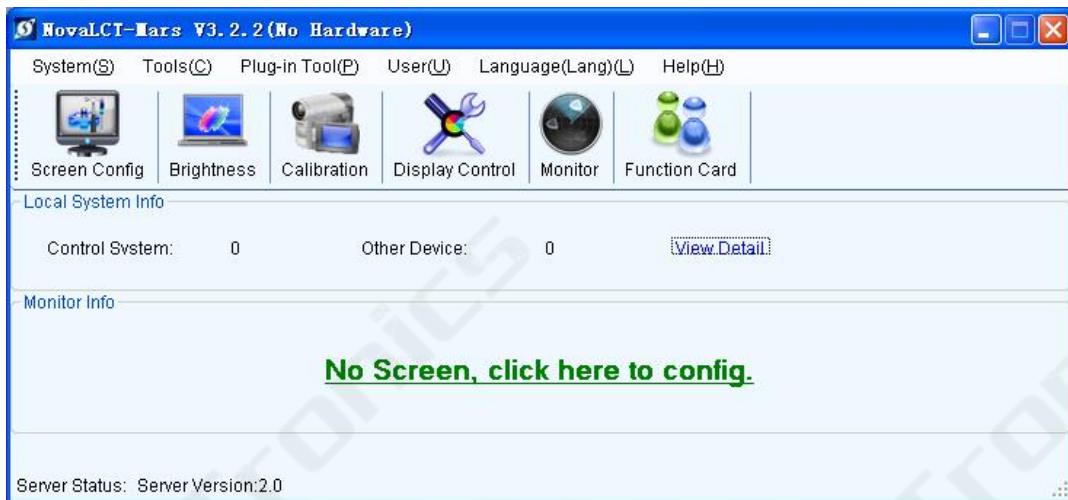 NovaLCT-Mars V3.2.2(No Hardware)
System(S) Tools(C) Plug-in Tool(P) User(U) Language(Lang)(L) Help(H)
Screen Config Brightness Calibration Display Control Monitor Function Card
Local System Info
Control System: 0 Other Device: 0 View Detail
Monitor Info
No Screen, click here to config.
Server Status: Server Version:2.0